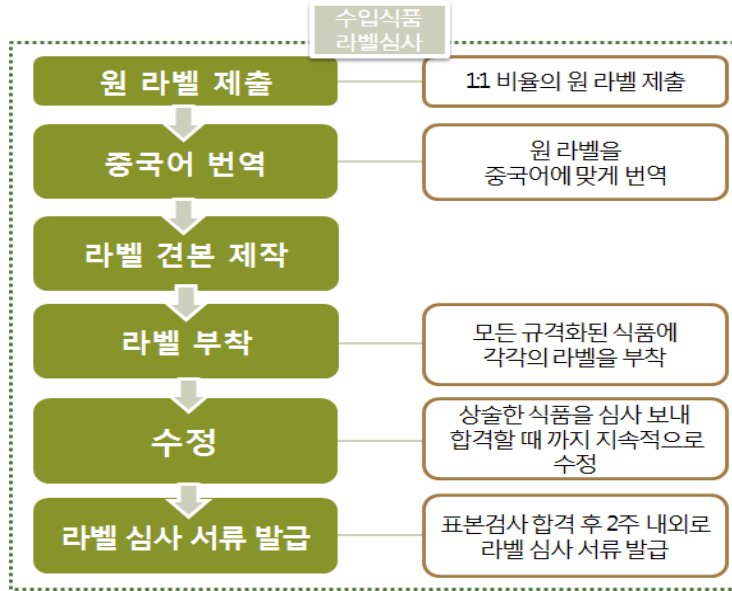 수입식품
라벨심사
원 라벨 제출
1:1 비율의 원 라벨 제출
중국어 번역
원 라벨을
중국어에 맞게 번역
라벨 견본 제작
라벨 부착
모든 규격화된 식품에
각각의 라벨을 부착
수정
상술한 식품을 심사 보내
합격할 때 까지 지속적으로
수정
라벨 심사 서류 발급
표본검사 합격 후 2주 내외로
라벨 심사 서류 발급